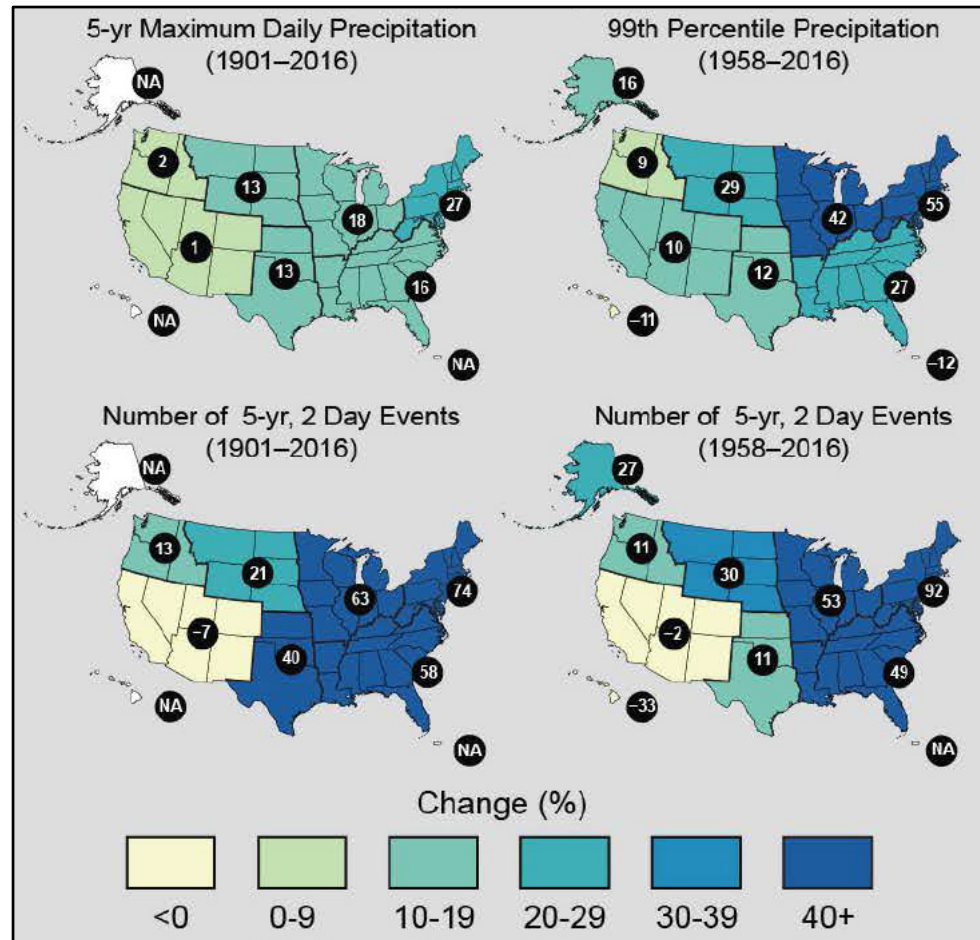 5-yr Maximum Daily Precipitation
(1901–2016)
NA
2
13
18
27
1
13
16
NA
NA
99th Percentile Precipitation
(1958–2016)
16
9
29
42
55
10
12
27
–11
–12
Number of 5-yr, 2 Day Events
(1901–2016)
NA
13
21
63
74
–7
40
58
NA
NA
Number of 5-yr, 2 Day Events
(1958–2016)
27
11
30
53
92
–2
11
49
–33
NA
Change (%)
<0 0-9 10-19 20-29 30-39 40+